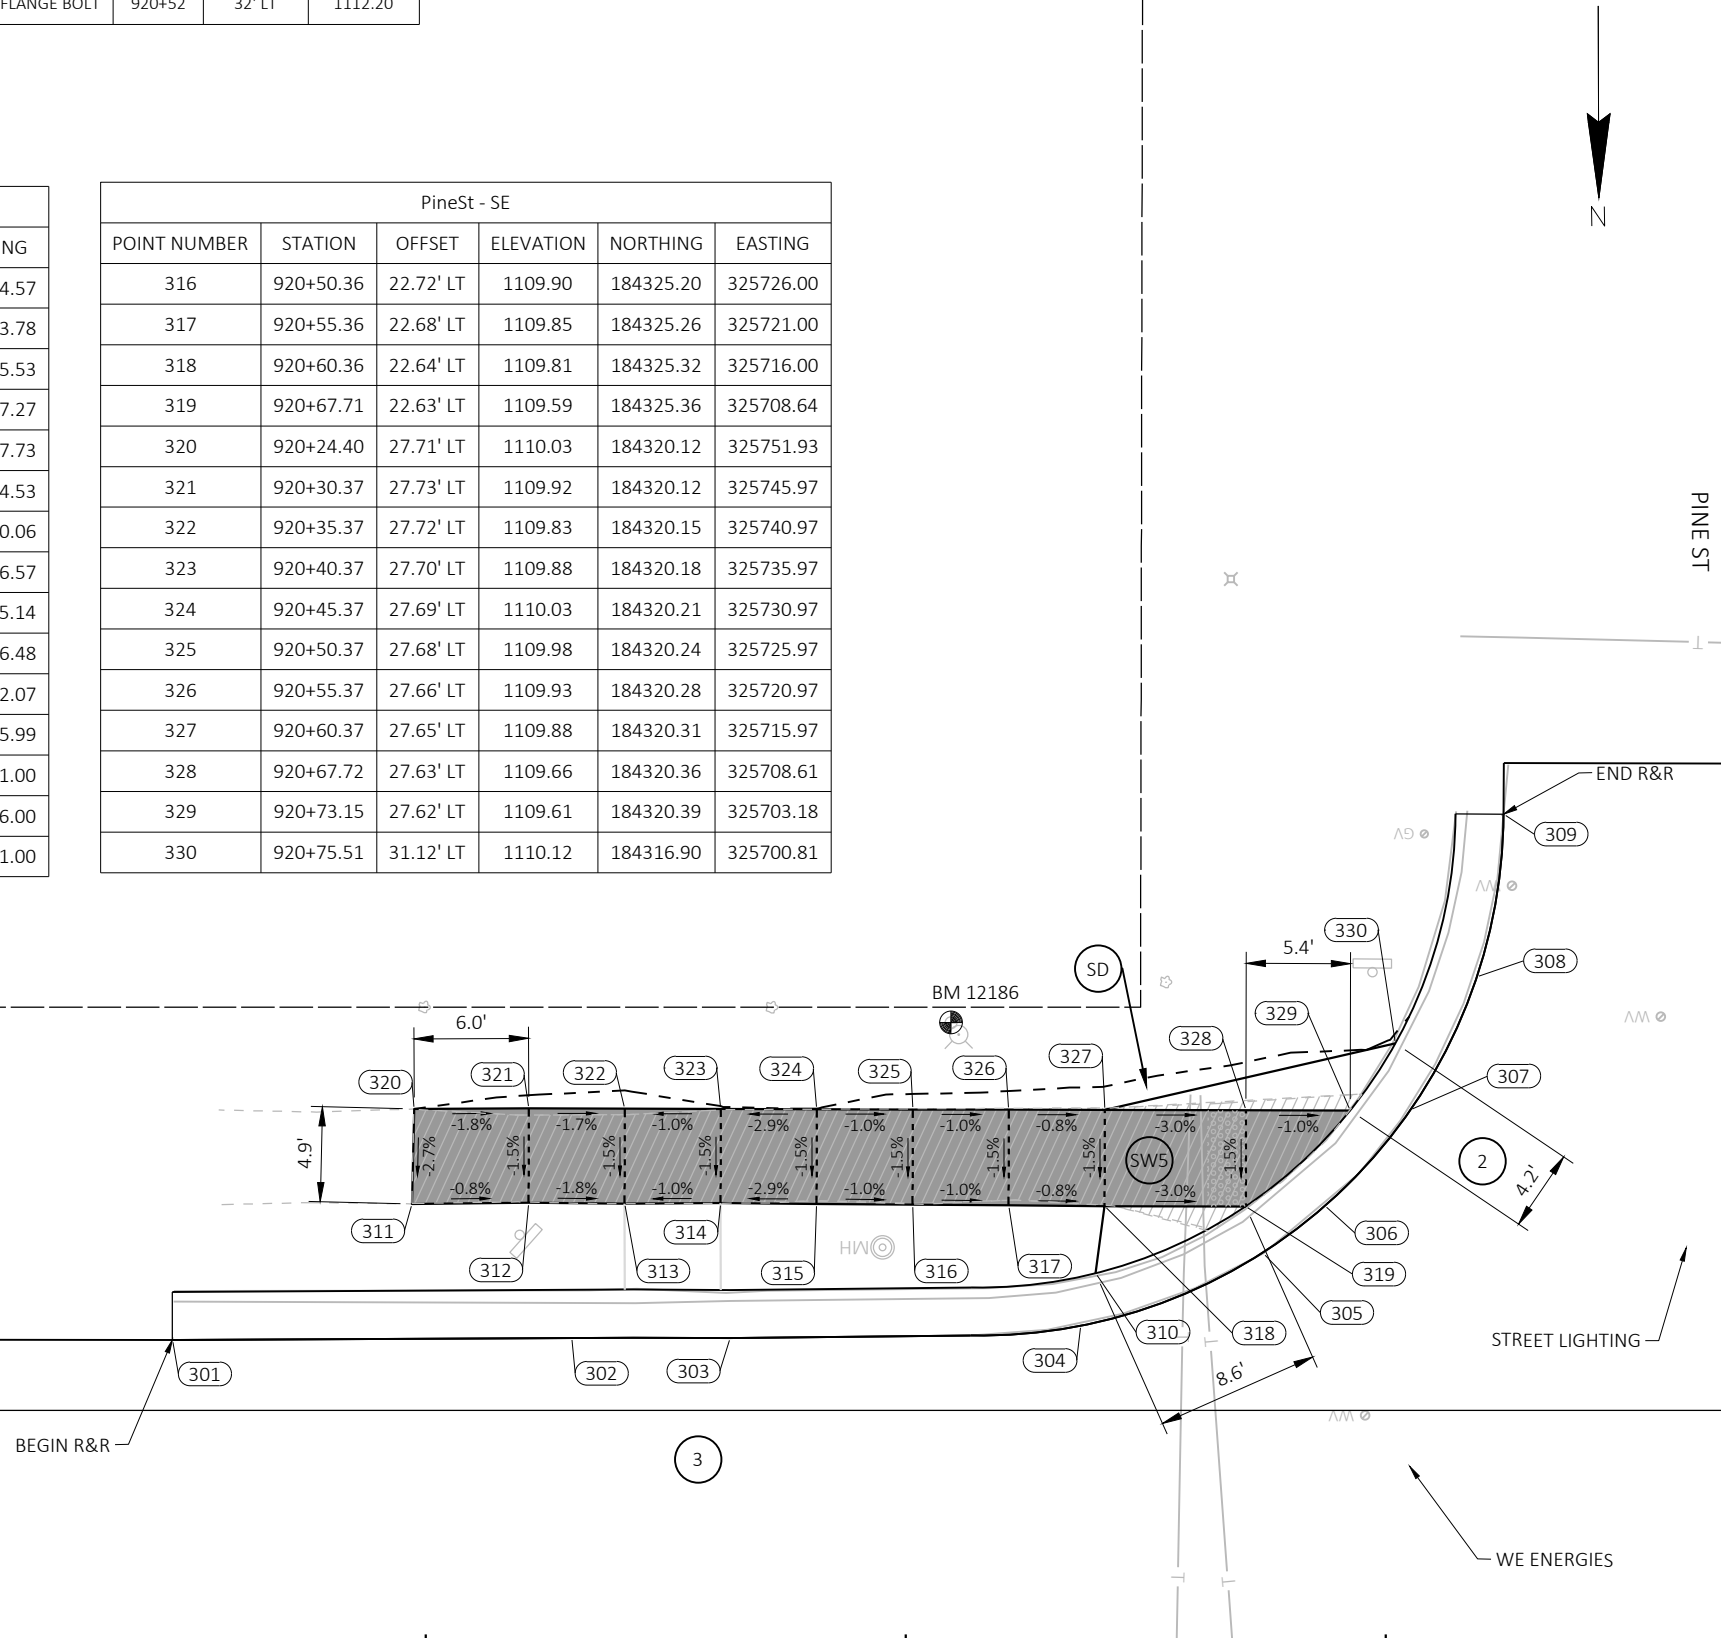 FLANGE BOLT 920+52 32' LT 1112.20
N
NG
4.57
3.78
5.53
7.27
7.73
4.53
0.06
6.57
5.14
6.48
2.07
5.99
1.00
6.00
1.00
PineSt - SE
POINT NUMBER STATION OFFSET ELEVATION NORTHING EASTING
316 920+50.36 22.72' LT 1109.90 184325.20 325726.00
317 920+55.36 22.68' LT 1109.85 184325.26 325721.00
318 920+60.36 22.64' LT 1109.81 184325.32 325716.00
319 920+67.71 22.63' LT 1109.59 184325.36 325708.64
320 920+24.40 27.71' LT 1110.03 184320.12 325751.93
321 920+30.37 27.73' LT 1109.92 184320.12 325745.97
322 920+35.37 27.72' LT 1109.83 184320.15 325740.97
323 920+40.37 27.70' LT 1109.88 184320.18 325735.97
324 920+45.37 27.69' LT 1110.03 184320.21 325730.97
325 920+50.37 27.68' LT 1109.98 184320.24 325725.97
326 920+55.37 27.66' LT 1109.93 184320.28 325720.97
327 920+60.37 27.65' LT 1109.88 184320.31 325715.97
328 920+67.72 27.63' LT 1109.66 184320.36 325708.61
329 920+73.15 27.62' LT 1109.61 184320.39 325703.18
330 920+75.51 31.12' LT 1110.12 184316.90 325700.81
PINE ST
T
END R&R
309
GV
WV
330
5.4'
308
SD
BM 12186
329
WV
6.0'
328
327
326
325
324
323
322
321
320
307
-1.8% -1.7% -1.0% -2.9% -1.0% -1.0% -0.8% -3.0% -1.0%
4.9'
-2.7% -1.5% -1.5% -1.5% -1.5% -1.5% -1.5% -1.5% SW5 -1.5%
2
4.2'
-0.8% -1.8% -1.0% -2.9% -1.0% -1.0% -0.8% -3.0%
311
314
306
MH
312
313
315
316
317
319
305
310
318
STREET LIGHTING
301
302
303
304
8.6'
T
T
WV
BEGIN R&R
3
WE ENERGIES
T
T